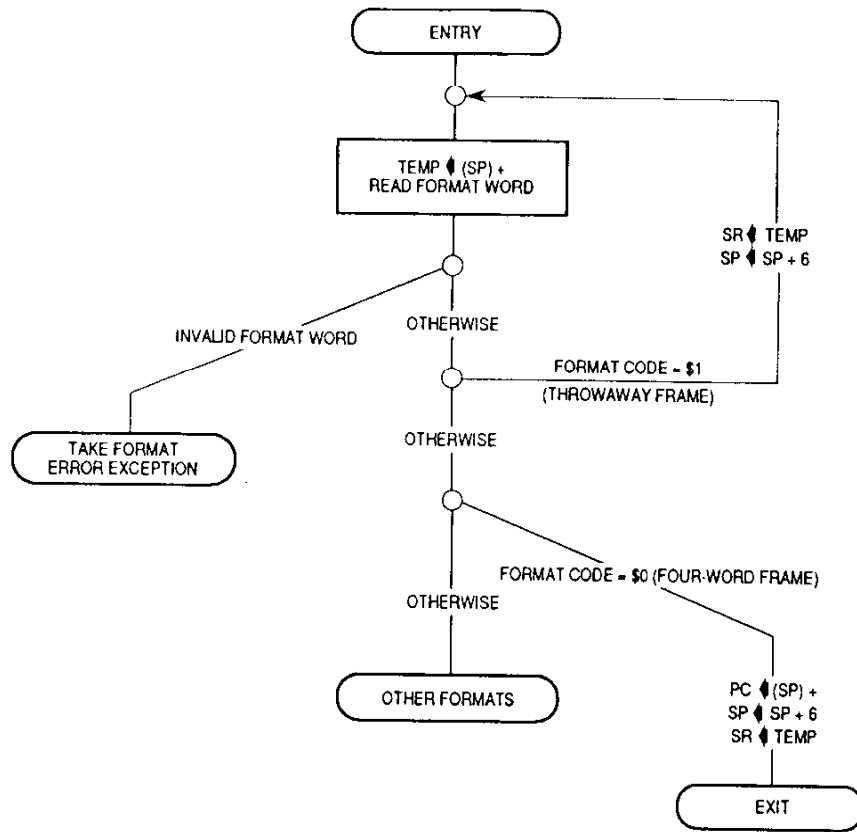 ENTRY
TEMP ◀ (SP) +
READ FORMAT WORD
SR ◀ TEMP
SP ◀ SP + 6
INVALID FORMAT WORD
OTHERWISE
FORMAT CODE = $1
(THROWAWAY FRAME)
TAKE FORMAT
ERROR EXCEPTION
OTHERWISE
FORMAT CODE = $0 (FOUR-WORD FRAME)
OTHERWISE
OTHER FORMATS
PC ◀ (SP) +
SP ◀ SP + 6
SR ◀ TEMP
EXIT